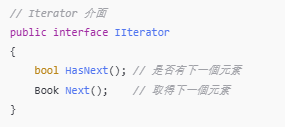 // Iterator 介面
public interface IIterator
{
    bool HasNext(); // 是否有下一個元素
    Book Next();    // 取得下一個元素
}